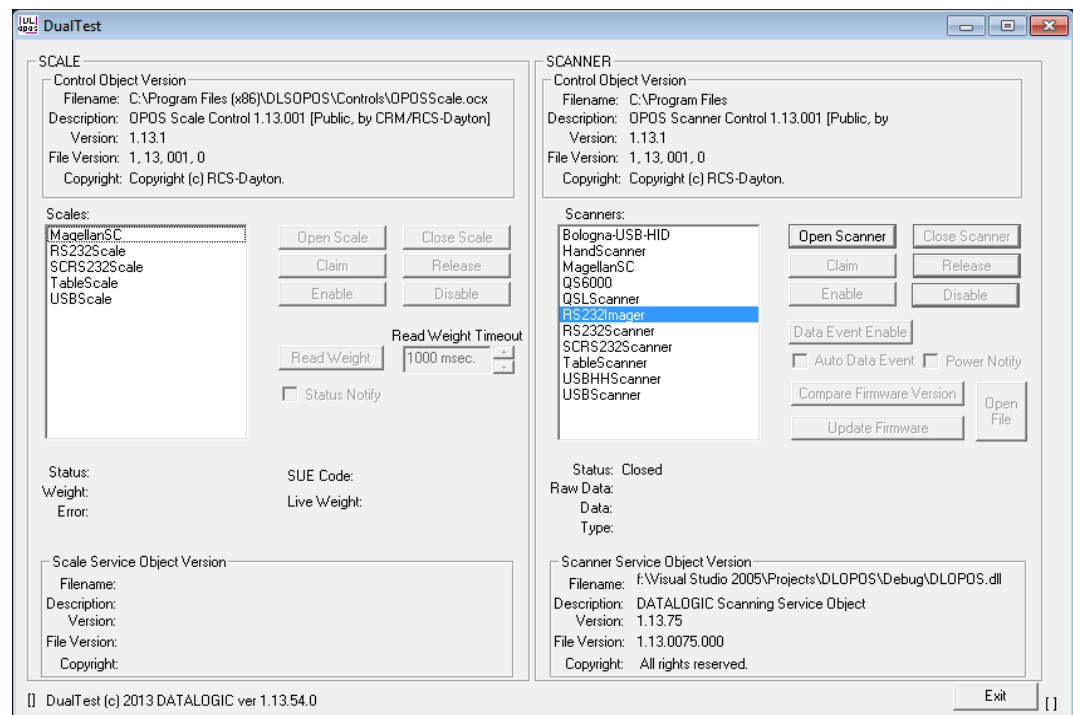 DualTest
SCALE
Control Object Version
Filename: C:\Program Files (x86)\DLSOPOS\Controls\OPOSScale.ocx
Description: OPOS Scale Control 1.13.001 [Public, by CRM/RCS-Dayton]
Version: 1.13.1
File Version: 1, 13, 001, 0
Copyright: Copyright (c) RCS-Dayton.
Scales:
MagellanSC
RS232Scale
SCRS232Scale
TableScale
USBScale
Open Scale
Close Scale
Claim
Release
Enable
Disable
Read Weight Timeout
Read Weight
1000 msec.
Status Notify
Status:
Weight:
Error:
SUE Code:
Live Weight:
Scale Service Object Version
Filename:
Description:
Version:
File Version:
Copyright:
SCANNER
Control Object Version
Filename: C:\Program Files
Description: OPOS Scanner Control 1.13.001 [Public, by
Version: 1.13.1
File Version: 1, 13, 001, 0
Copyright: Copyright (c) RCS-Dayton.
Scanners:
Bologna-USB-HID
HandScanner
MagellanSC
QS6000
QSLScanner
RS232Imager
RS232Scanner
SCRS232Scanner
TableScanner
USBHHScanner
USBScanner
Open Scanner
Close Scanner
Claim
Release
Enable
Disable
Data Event Enable
Auto Data Event
Power Notify
Compare Firmware Version
Update Firmware
Open
File
Status: Closed
Raw Data:
Data:
Type:
Scanner Service Object Version
Filename: f:\Visual Studio 2005\Projects\DLOPOS\Debug\DLOPOS.dll
Description: DATALOGIC Scanning Service Object
Version: 1.13.75
File Version: 1.13.0075.000
Copyright: All rights reserved.
[] DualTest (c) 2013 DATALOGIC ver 1.13.54.0
Exit
[ ]